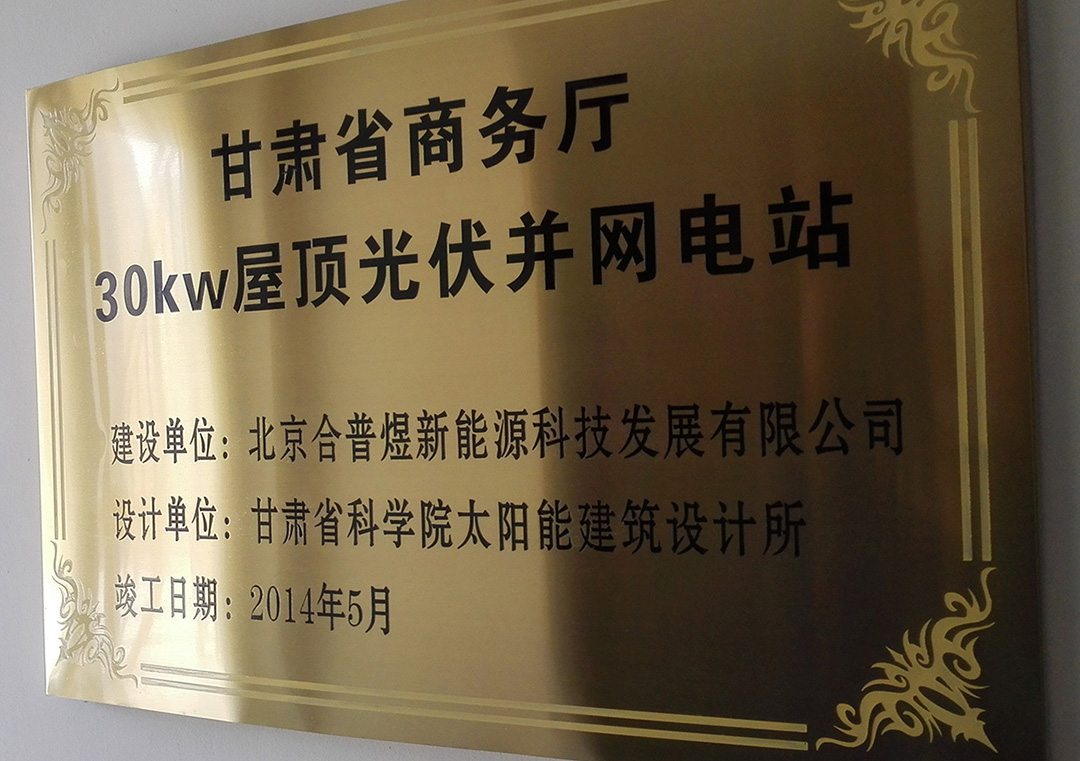 甘肃省商务厅
30kw屋顶光伏并网电站
建设单位：北京合普煜新能源科技发展有限公司
设计单位：甘肃省科学院太阳能建筑设计所
竣工日期：2014年5月